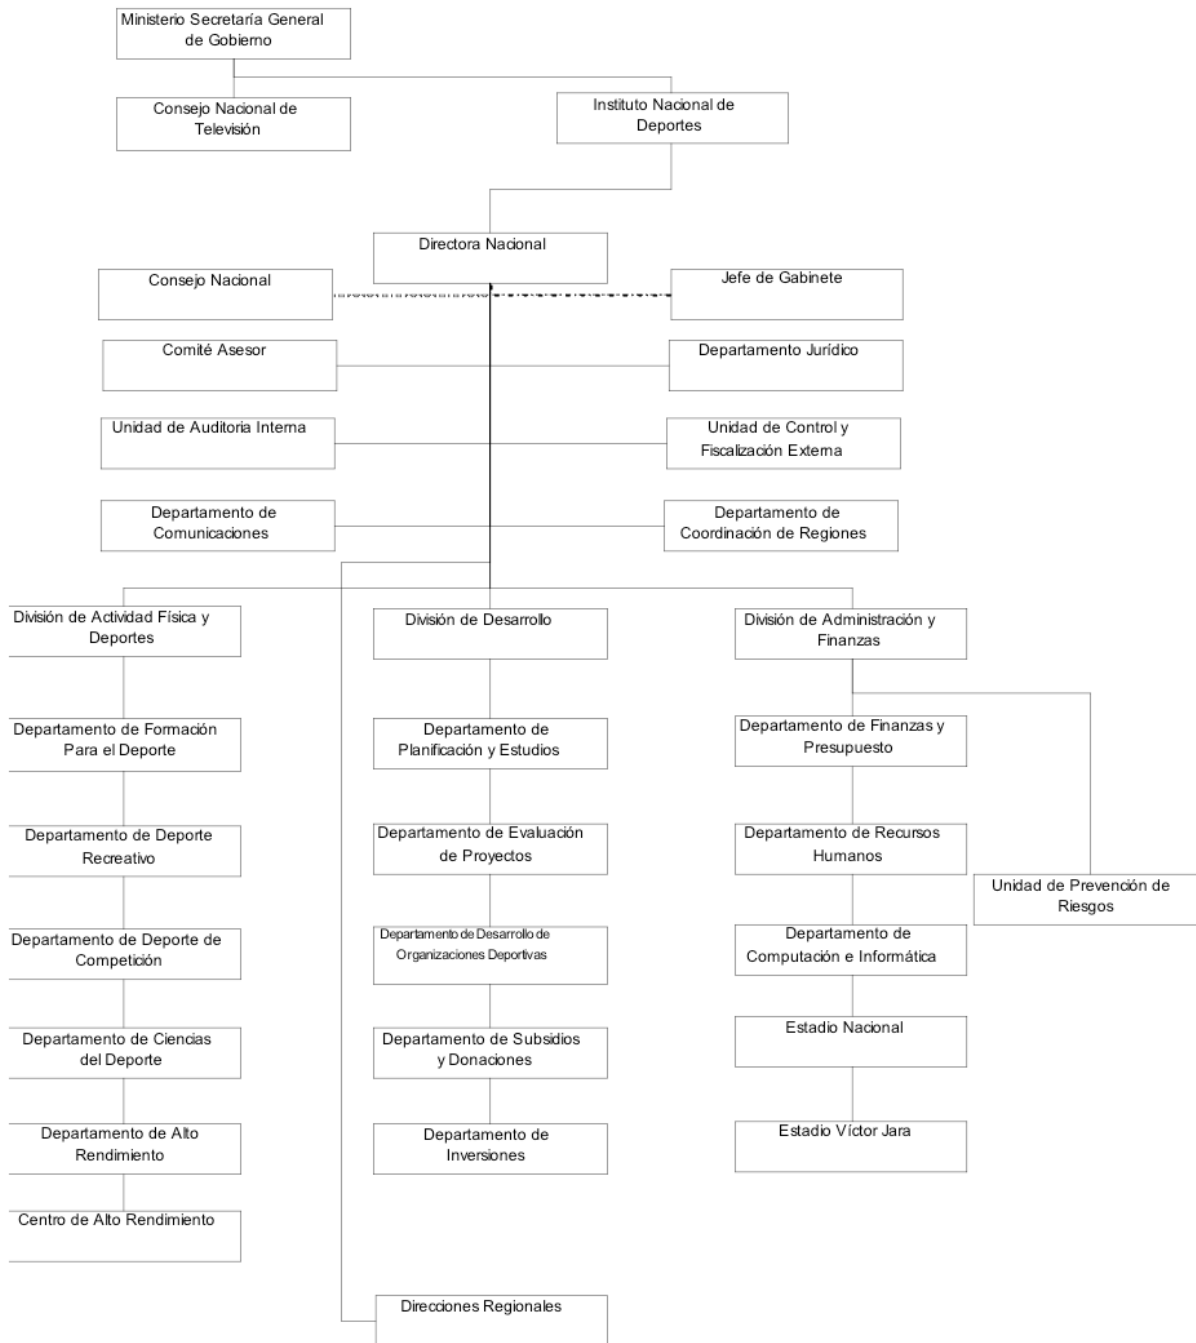 Ministerio Secretaría General
de Gobierno
Consejo Nacional de
Televisión
Instituto Nacional de
Deportes
Directora Nacional
Consejo Nacional
Jefe de Gabinete
Comité Asesor
Departamento Jurídico
Unidad de Auditoria Interna
Unidad de Control y
Fiscalización Externa
Departamento de
Comunicaciones
Departamento de
Coordinación de Regiones
División de Actividad Física y
Deportes
División de Desarrollo
División de Administración y
Finanzas
Departamento de Formación
Para el Deporte
Departamento de
Planificación y Estudios
Departamento de Finanzas y
Presupuesto
Departamento de Deporte
Recreativo
Departamento de Evaluación
de Proyectos
Departamento de Recursos
Humanos
Unidad de Prevención de
Riesgos
Departamento de Deporte de
Competición
Departamento de Desarrollo de
Organizaciones Deportivas
Departamento de
Computación e Informática
Departamento de Ciencias
del Deporte
Departamento de Subsidios
y Donaciones
Estadio Nacional
Departamento de Alto
Rendimiento
Departamento de
Inversiones
Estadio Víctor Jara
Centro de Alto Rendimiento
Direcciones Regionales